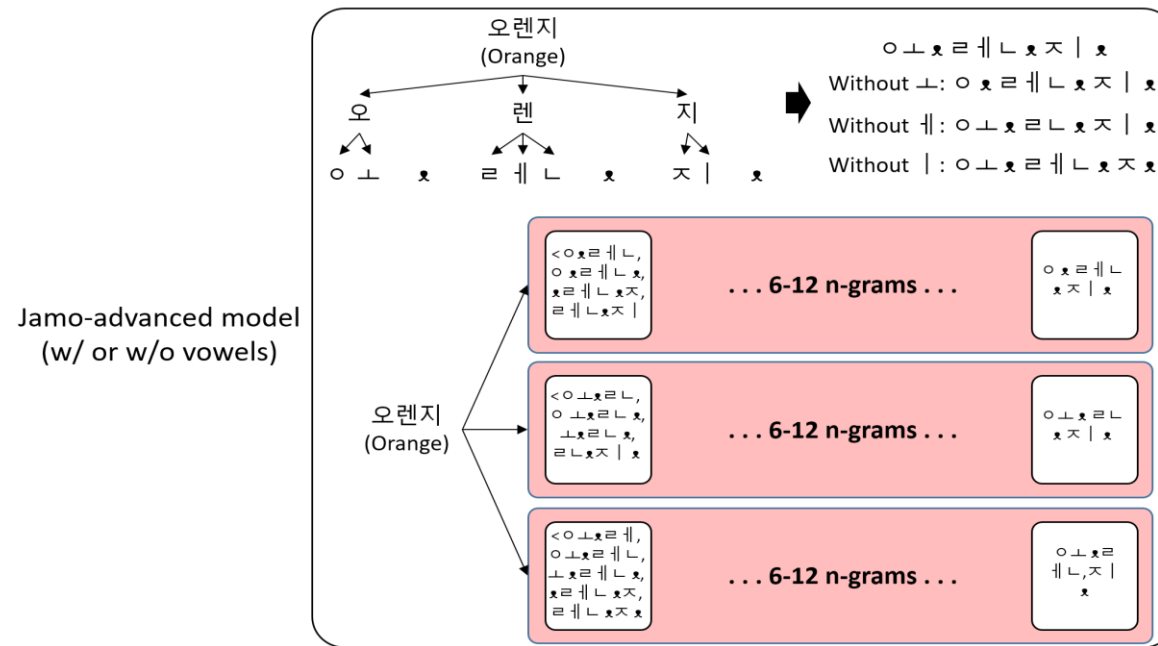 오렌지
(Orange)
오 렌 지
ㅇ ㅗ ᴥ ㄹ ㅔ ㄴ ᴥ ㅈ ㅣ ᴥ
ㅇ ㅗ ᴥ ㄹ ㅔ ㄴ ᴥ ㅈ ㅣ ᴥ
Without ㅗ: ㅇ ᴥ ㄹ ㅔ ㄴ ᴥ ㅈ ㅣ ᴥ
Without ㅔ: ㅇ ㅗ ᴥ ㄹ ㄴ ᴥ ㅈ ㅣ ᴥ
Without ㅣ: ㅇ ㅗ ᴥ ㄹ ㅔ ㄴ ᴥ ㅈ ᴥ
Jamo-advanced model
(w/ or w/o vowels)
오렌지
(Orange)
<ㅇ ᴥ ㄹ ㅔ ㄴ,
ㅇ ᴥ ㄹ ㅔ ㄴ ᴥ,
ᴥ ㄹ ㅔ ㄴ ᴥ ㅈ,
ㄹ ㅔ ㄴ ᴥ ㅈ ㅣ
. . . 6-12 n-grams . . .
ㅇ ᴥ ㄹ ㅔ ㄴ
ᴥ ㅈ ㅣ ᴥ
<ㅇ ㅗ ᴥ ㄹ ㄴ,
ㅇ ㅗ ᴥ ㄹ ㄴ ᴥ,
ㅗ ᴥ ㄹ ㄴ ᴥ,
ㄹ ㄴ ᴥ ㅈ ㅣ ᴥ
. . . 6-12 n-grams . . .
ㅇ ㅗ ᴥ ㄹ ㄴ
ᴥ ㅈ ㅣ ᴥ
<ㅇ ㅗ ᴥ ㄹ ㅔ,
ㅇ ㅗ ᴥ ㄹ ㅔ ㄴ,
ㅗ ᴥ ㄹ ㅔ ㄴ ᴥ,
ᴥ ㄹ ㅔ ㄴ ᴥ ㅈ,
ㄹ ㅔ ㄴ ᴥ ㅈ ᴥ
. . . 6-12 n-grams . . .
ㅇ ㅗ ᴥ ㄹ
ㅔ ㄴ,ㅈ ㅣ
ᴥ